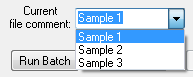 Current
file comment: Sample 1
Sample 1
Sample 2
Sample 3
Run Batch